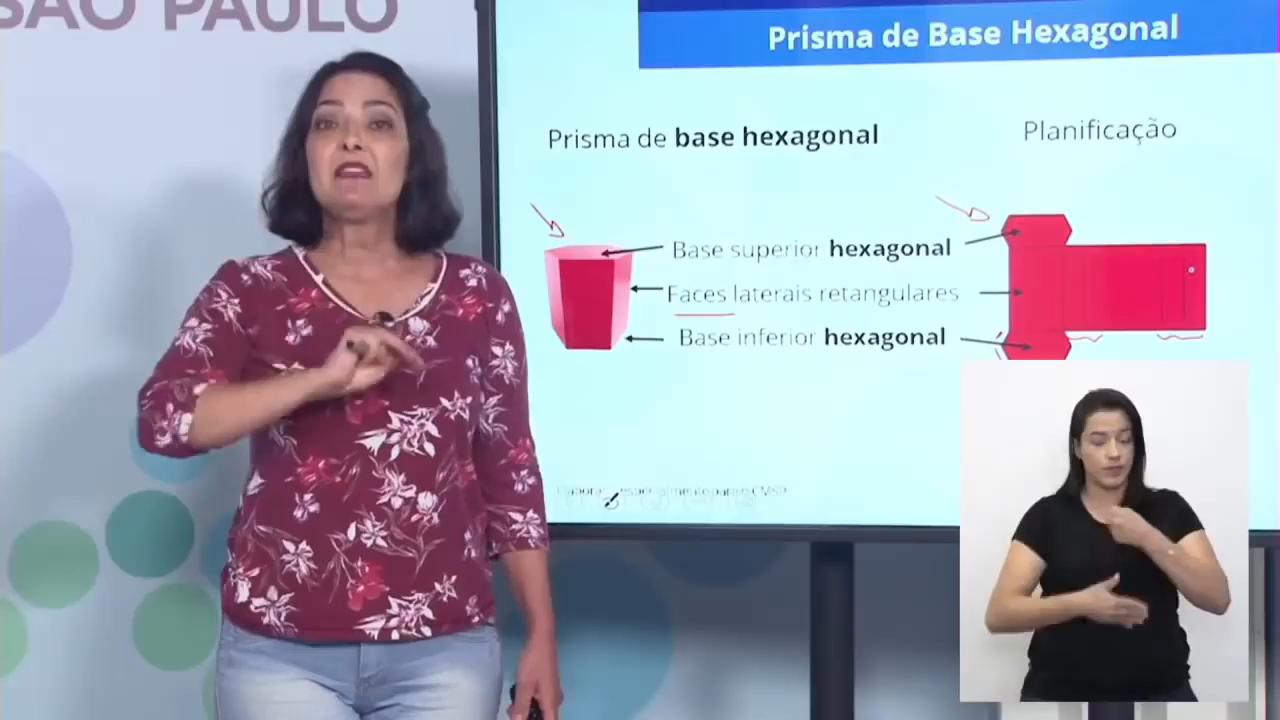 SÃO PAULO
Prisma de Base Hexagonal
Prisma de base hexagonal
Planificação
Base superior hexagonal
Faces laterais retangulares
Base inferior hexagonal